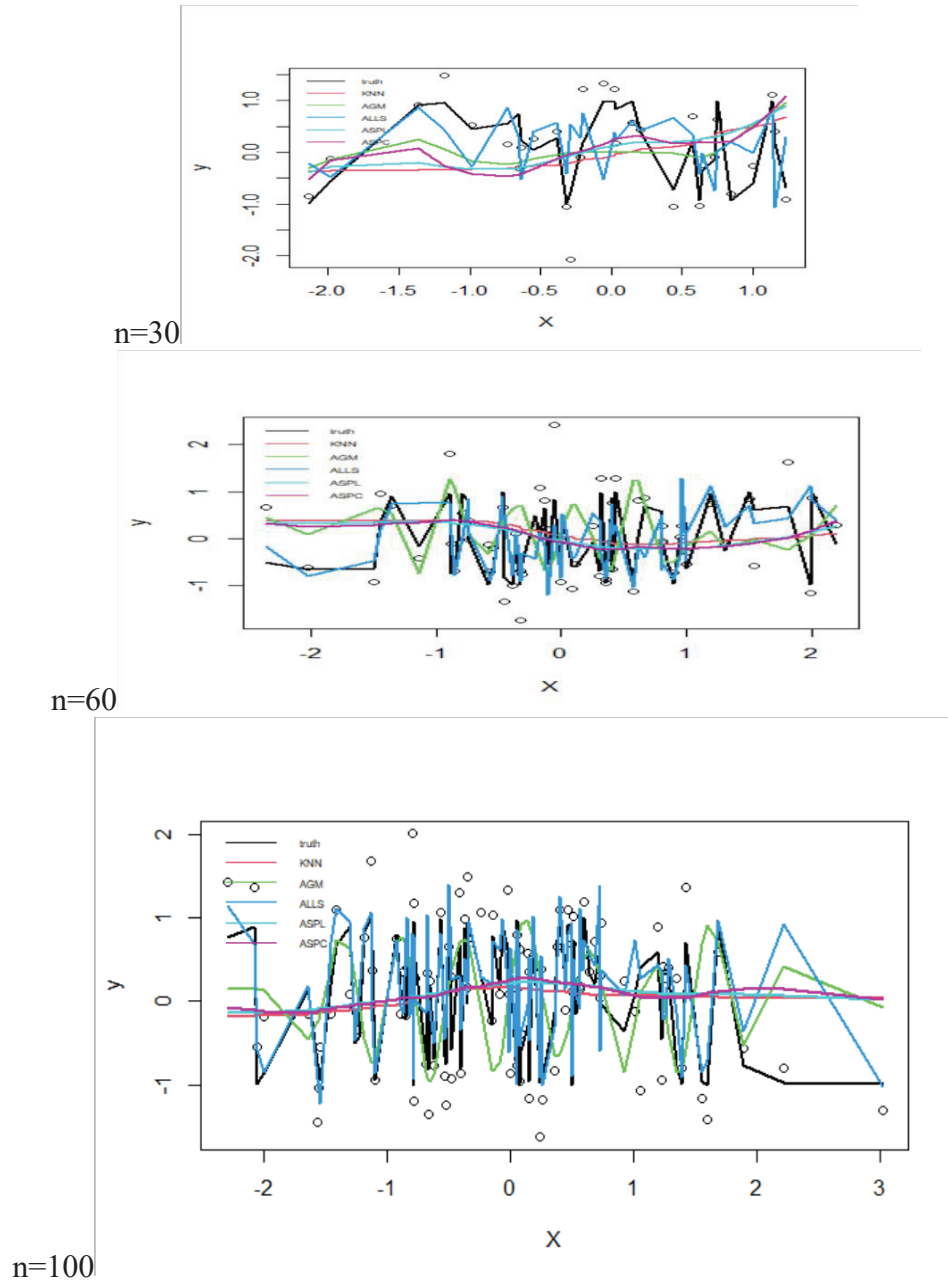 truth
KNN
AGM
ALLS
ASPL
ASPC
y
1.0
0.0
-1.0
-2.0
-2.0 -1.5 -1.0 -0.5 0.0 0.5 1.0
X
n=30
truth
KNN
AGM
ALLS
ASPL
ASPC
y
2
1
0
-1
-2 -1 0 1 2
X
n=60
truth
KNN
AGM
ALLS
ASPL
ASPC
y
2
1
0
-1
-2 -1 0 1 2 3
X
n=100